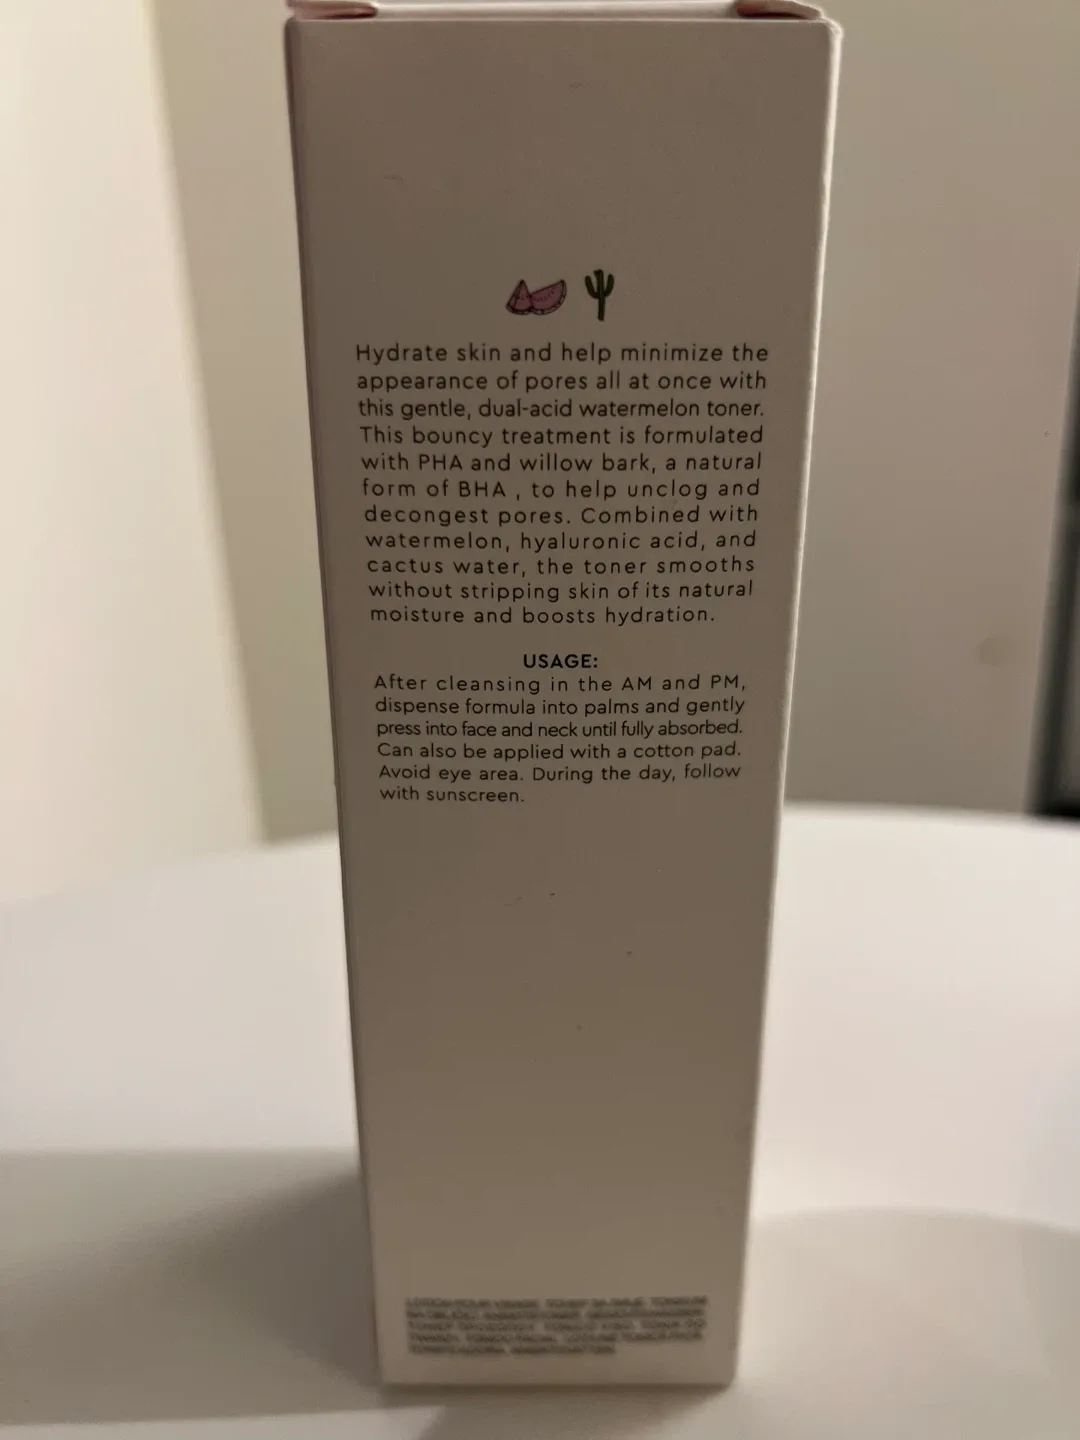 Hydrate skin and help minimize the
appearance of pores all at once with
this gentle, dual-acid watermelon toner.
This bouncy treatment is formulated
with PHA and willow bark, a natural
form of BHA , to help unclog and
decongest pores. Combined with
watermelon, hyaluronic acid, and
cactus water, the toner smooths
without stripping skin of its natural
moisture and boosts hydration.
USAGE:
After cleansing in the AM and PM,
dispense formula into palms and gently
press into face and neck until fully absorbed.
Can also be applied with a cotton pad.
Avoid eye area. During the day, follow
with sunscreen.